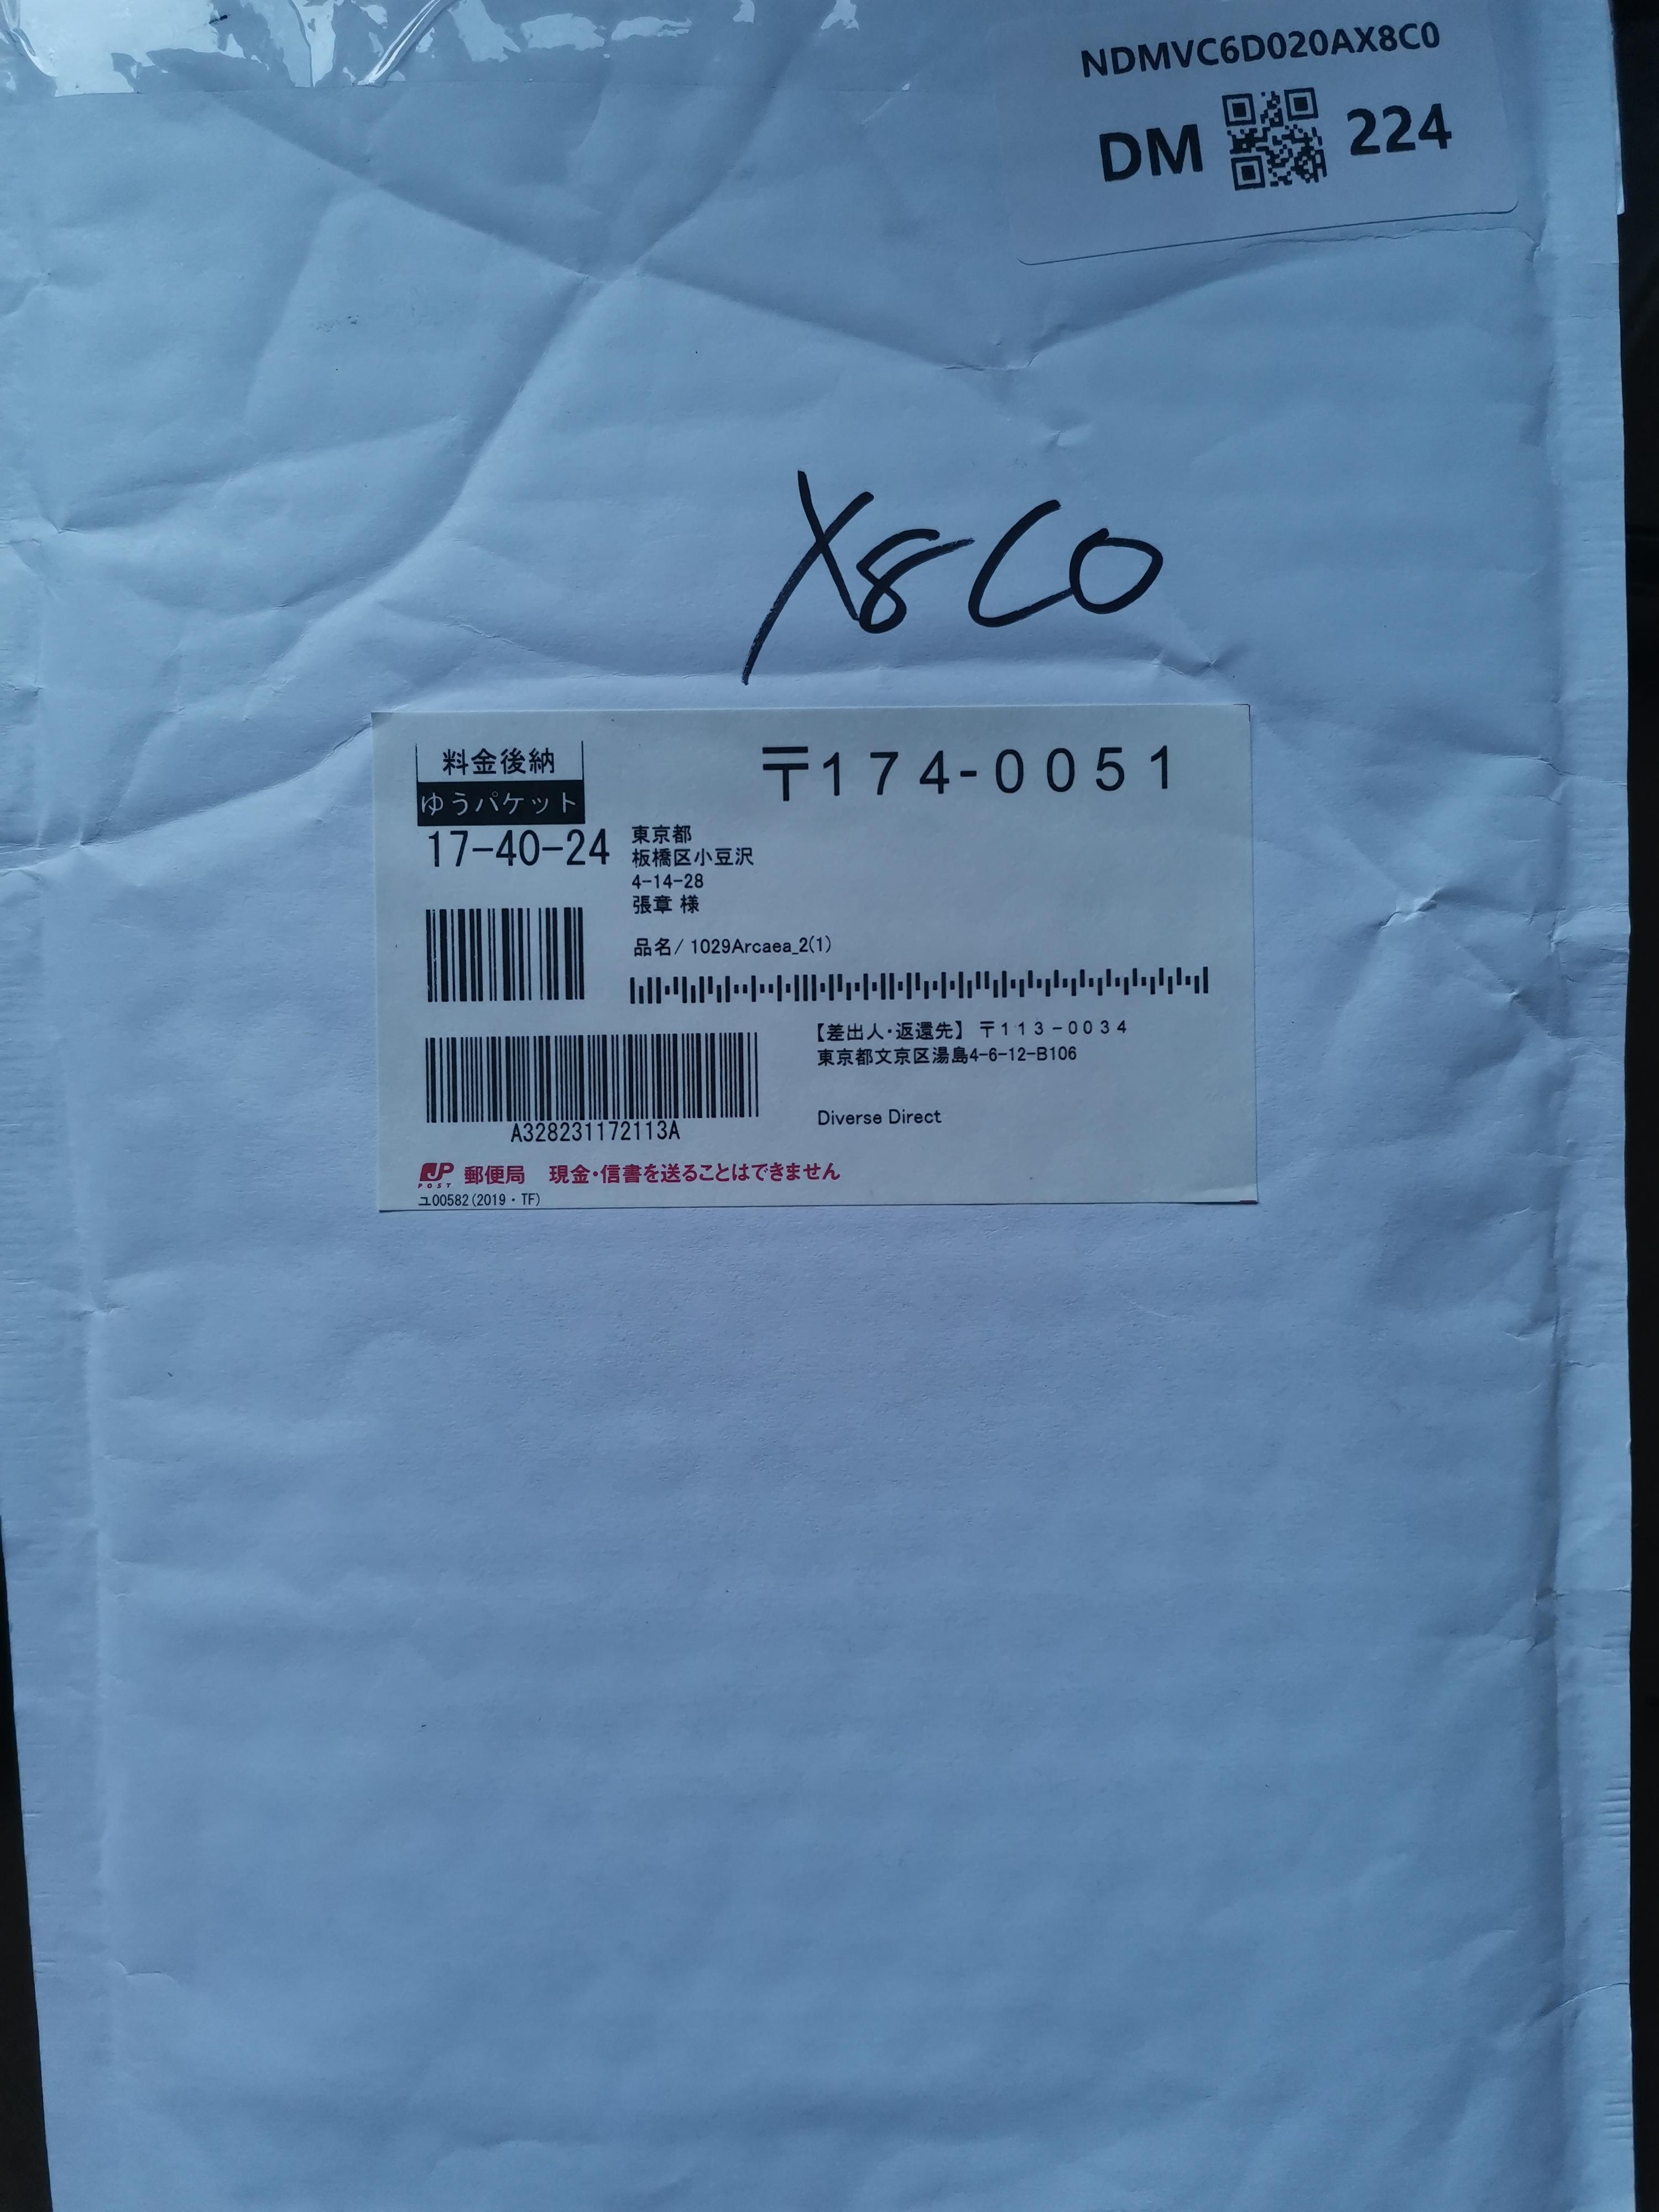 NDMVC6D020AX8C0
DM 224
X8C0
料金後納
ゆうパケット
〒174-0051
17-40-24
東京都
板橋区小豆沢
4-14-28
張章 様
品名/ 1029Arcaea_2(1)
【差出人・返還先】 〒113-0034
東京都文京区湯島4-6-12-B106
Diverse Direct
A328231172113A
JP POST 郵便局 現金・信書を送ることはできません
ユ00582(2019・TF)